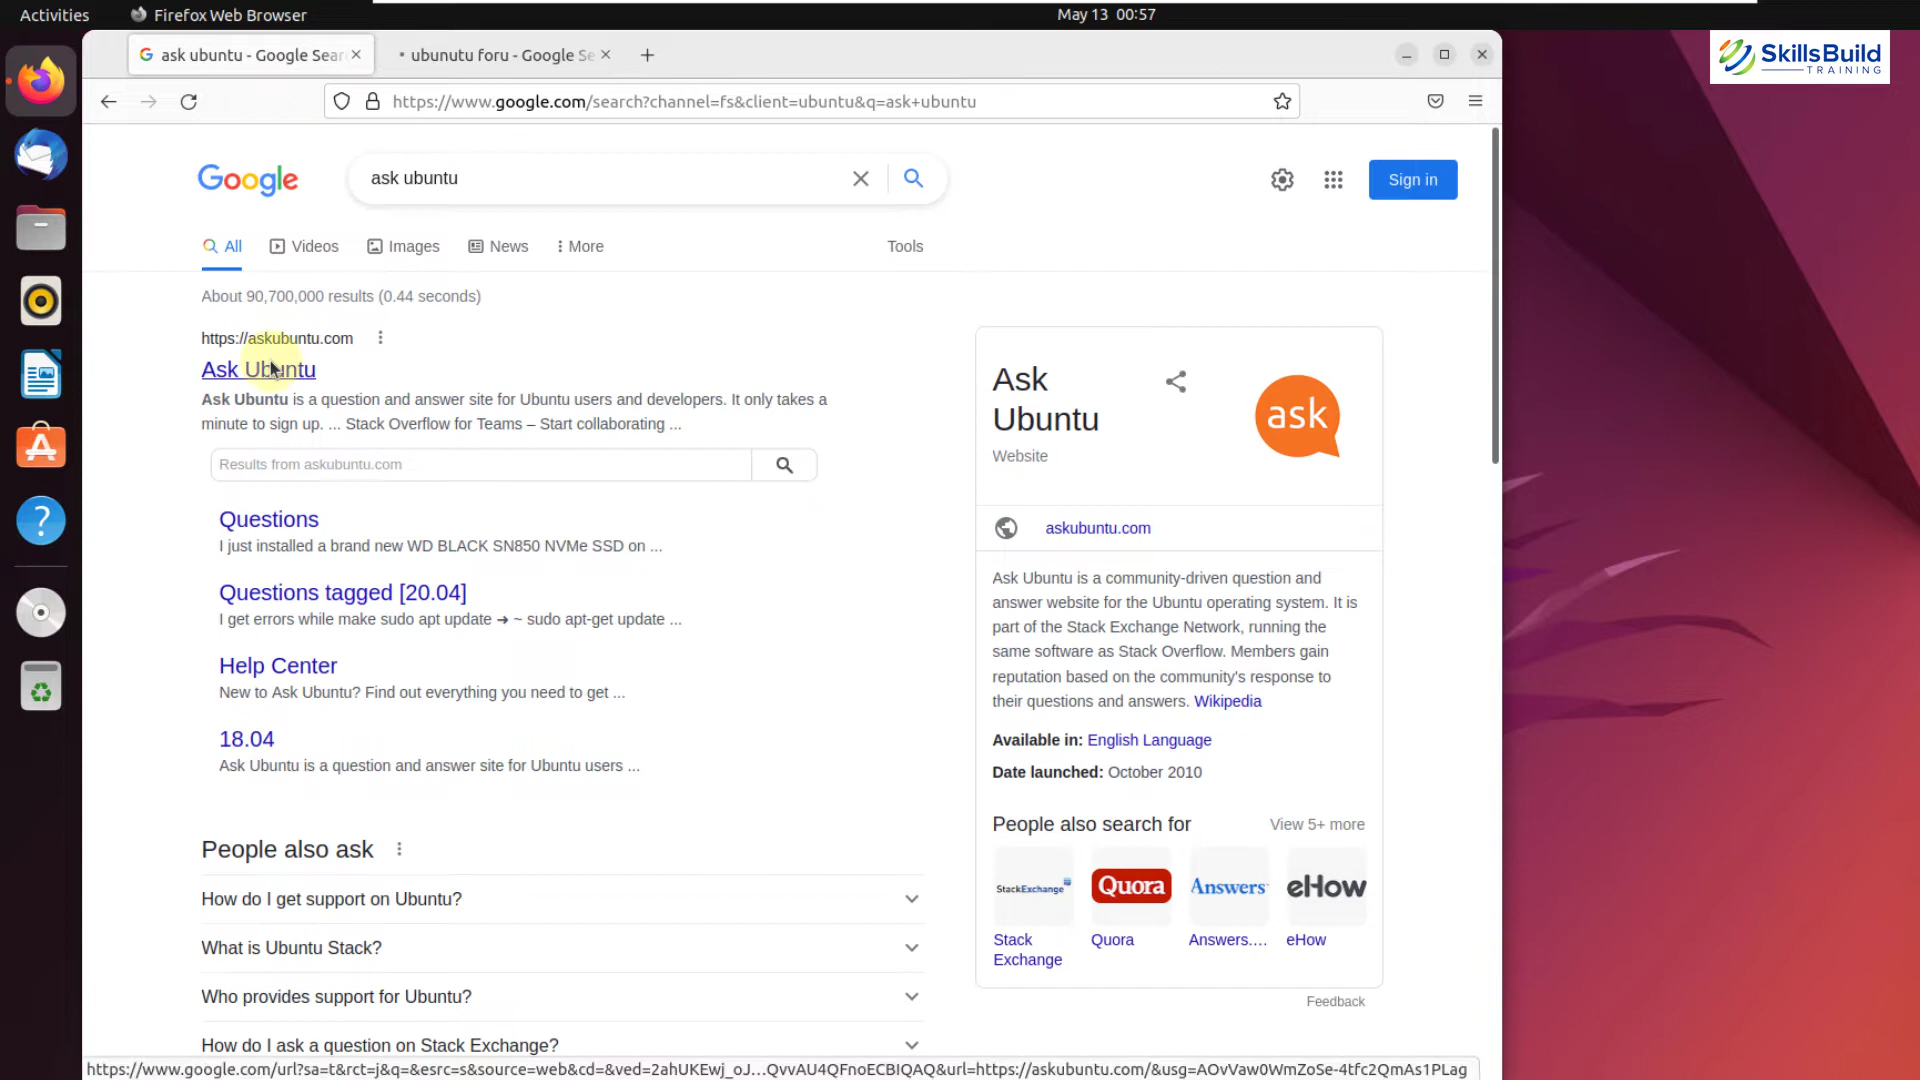 Activities
Firefox Web Browser
May 13 00:57
SkillsBuild
TRAINING
ask ubuntu - Google Sear
ubunutu foru - Google Se
https://www.google.com/search?channel=fs&client=ubuntu&q=ask+ubuntu
Google
ask ubuntu
Sign in
All
Videos
Images
News
More
Tools
About 90,700,000 results (0.44 seconds)
https://askubuntu.com
Ask Ubuntu
Ask Ubuntu is a question and answer site for Ubuntu users and developers. It only takes a
minute to sign up. ... Stack Overflow for Teams – Start collaborating ...
Results from askubuntu.com
Questions
I just installed a brand new WD BLACK SN850 NVMe SSD on ...
Questions tagged [20.04]
I get errors while make sudo apt update ➜ ~ sudo apt-get update ...
Help Center
New to Ask Ubuntu? Find out everything you need to get ...
18.04
Ask Ubuntu is a question and answer site for Ubuntu users ...
People also ask
How do I get support on Ubuntu?
What is Ubuntu Stack?
Who provides support for Ubuntu?
How do I ask a question on Stack Exchange?
Ask
Ubuntu
Website
ask
askubuntu.com
Ask Ubuntu is a community-driven question and
answer website for the Ubuntu operating system. It is
part of the Stack Exchange Network, running the
same software as Stack Overflow. Members gain
reputation based on the community's response to
their questions and answers. Wikipedia
Available in: English Language
Date launched: October 2010
People also search for
View 5+ more
StackExchange
Quora
Answers
eHow
Stack
Exchange
Quora
Answers....
eHow
Feedback
https://www.google.com/url?sa=t&rct=j&q=&esrc=s&source=web&cd=&ved=2ahUKEwj_oJ...QvvAU4QFnoECBIQAQ&url=https://askubuntu.com/&usg=AOvVaw0WmZoSe-4tfc2QmAs1PLag